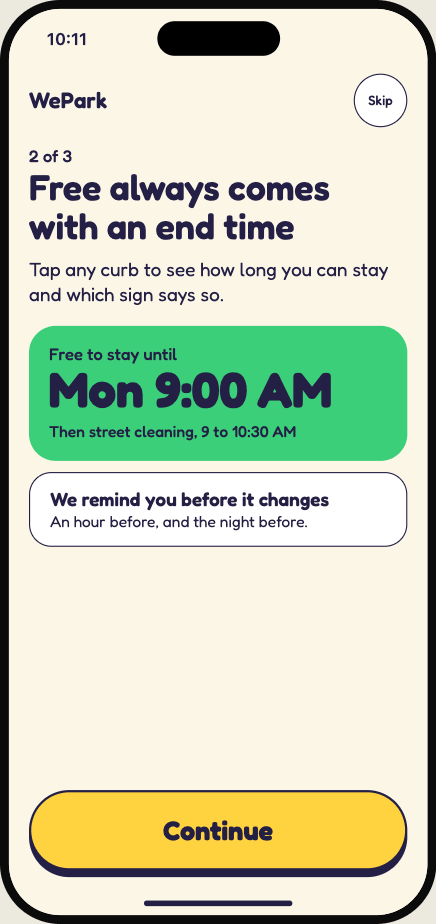 10:11
WePark
Skip
2 of 3
Free always comes
with an end time
Tap any curb to see how long you can stay
and which sign says so.
Free to stay until
Mon 9:00 AM
Then street cleaning, 9 to 10:30 AM
We remind you before it changes
An hour before, and the night before.
Continue